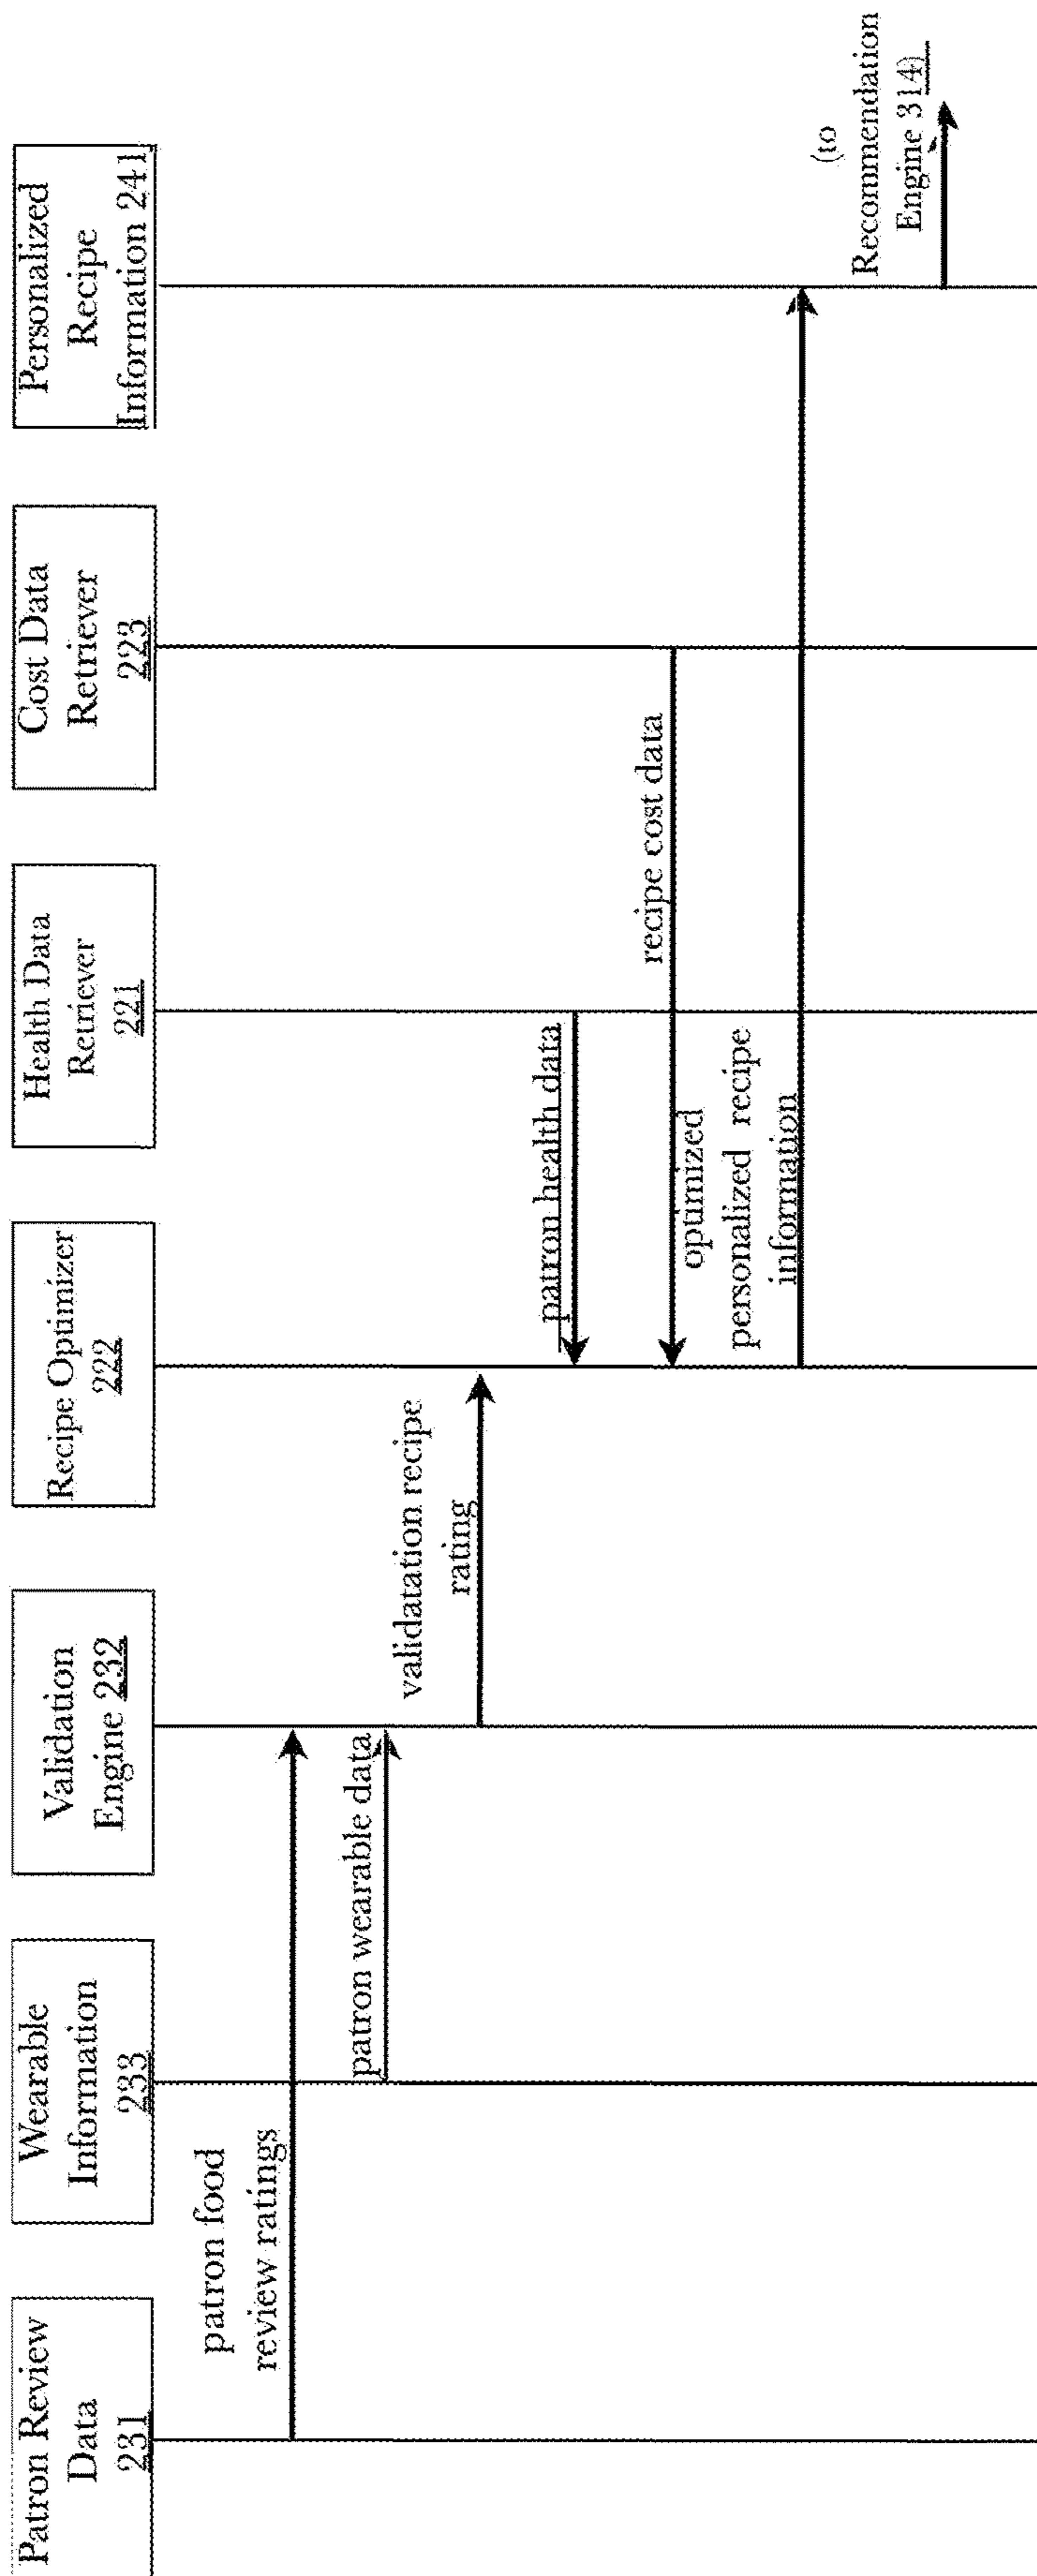 Patron Review
Data
231
Wearable
Information
233
Validation
Engine 232
Recipe Optimizer
222
Health Data
Retriever
221
Cost Data
Retriever
223
Personalized
Recipe
Information 241
patron food
review ratings
patron wearable data
validatation recipe
rating
patron health data
recipe cost data
optimized
personalized recipe
information
(to
Recommendation
Engine 314)